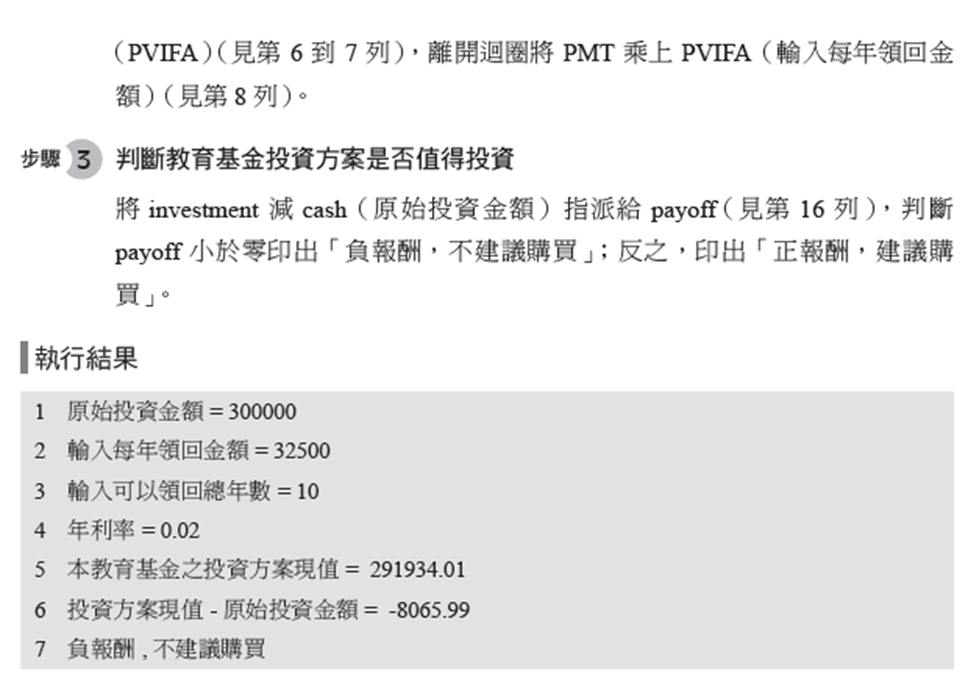 （PVIFA）（見第 6 到 7 列），離開迴圈將 PMT 乘上 PVIFA（輸入每年領回金
額）（見第 8 列）。
步驟 3 判斷教育基金投資方案是否值得投資
將 investment 減 cash（原始投資金額）指派給 payoff（見第 16 列），判斷
payoff 小於零印出「負報酬，不建議購買」；反之，印出「正報酬，建議購
買」。
執行結果
1 原始投資金額 = 300000
2 輸入每年領回金額 = 32500
3 輸入可以領回總年數 = 10
4 年利率 = 0.02
5 本教育基金之投資方案現值 = 291934.01
6 投資方案現值 - 原始投資金額 = -8065.99
7 負報酬 , 不建議購買